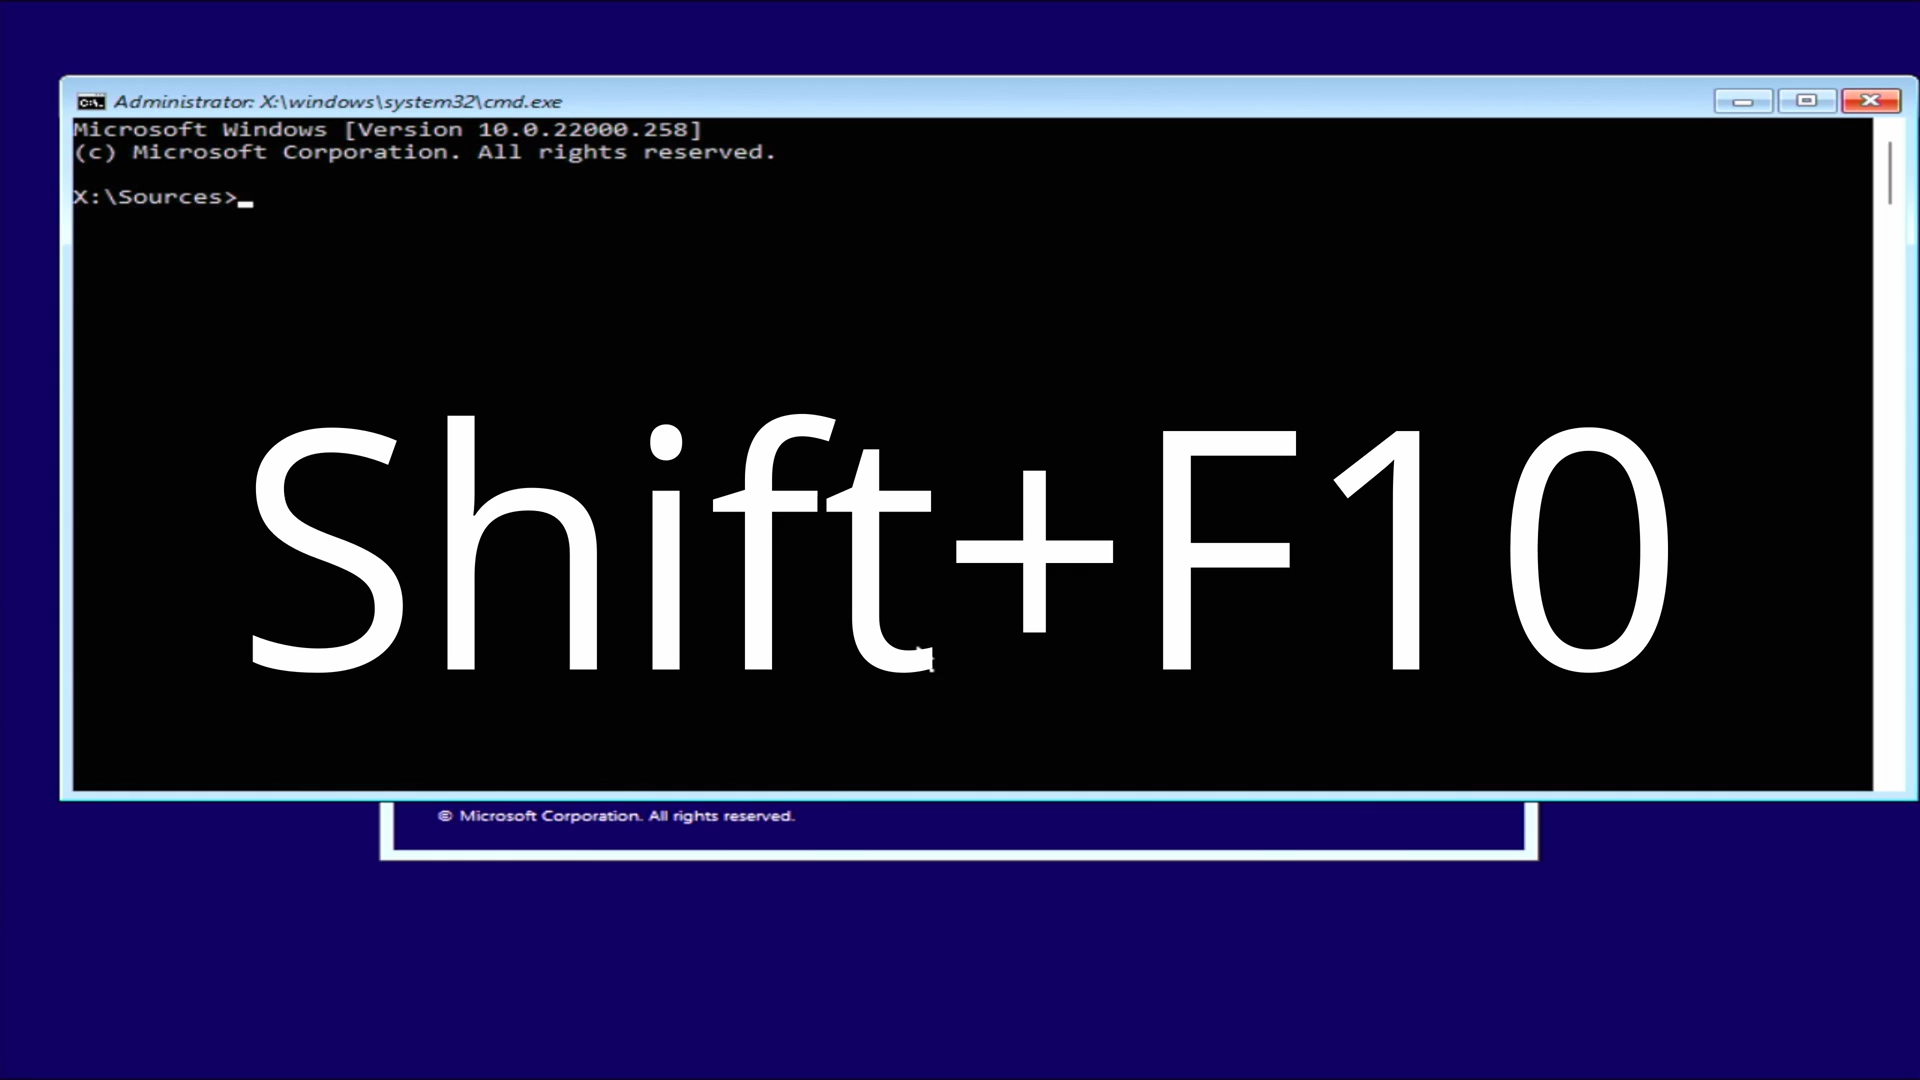 Administrator: X:\windows\system32\cmd.exe
Microsoft Windows [Version 10.0.22000.258]
(c) Microsoft Corporation. All rights reserved.
X:\Sources>
Shift+F10
© Microsoft Corporation. All rights reserved.